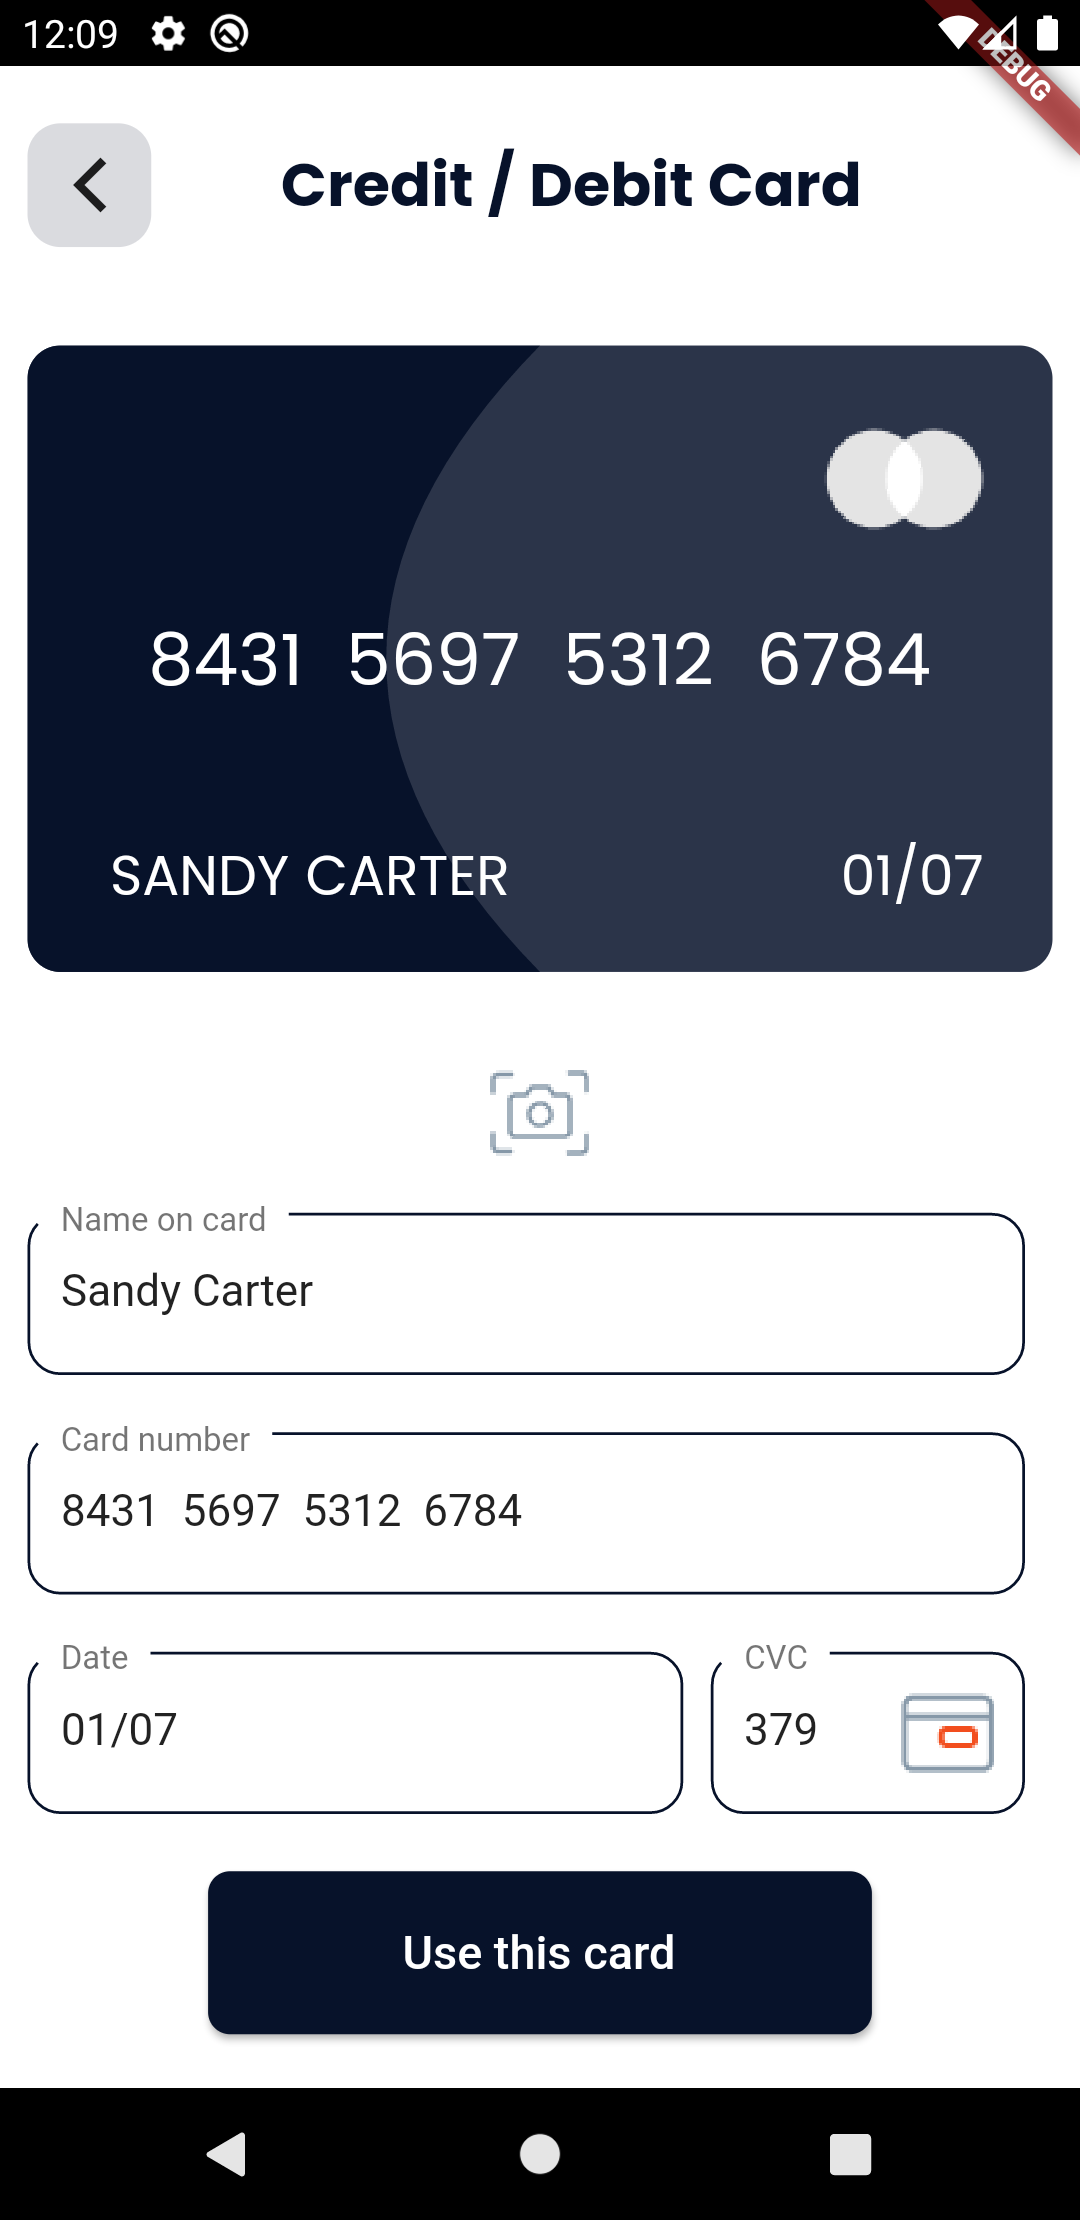 12:09
DEBUG
Credit / Debit Card
8431 5697 5312 6784
SANDY CARTER 01/07
Name on card
Sandy Carter
Card number
8431 5697 5312 6784
Date CVC
01/07 379
Use this card